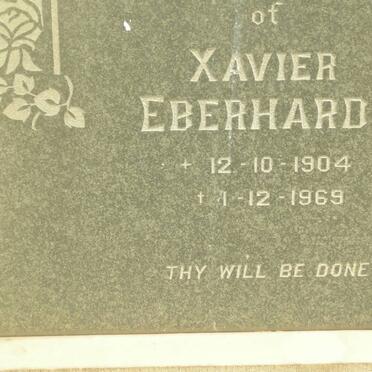 of
XAVIER
EBERHARD
+ 12-10-1904
† 1-12-1969
THY WILL BE DONE